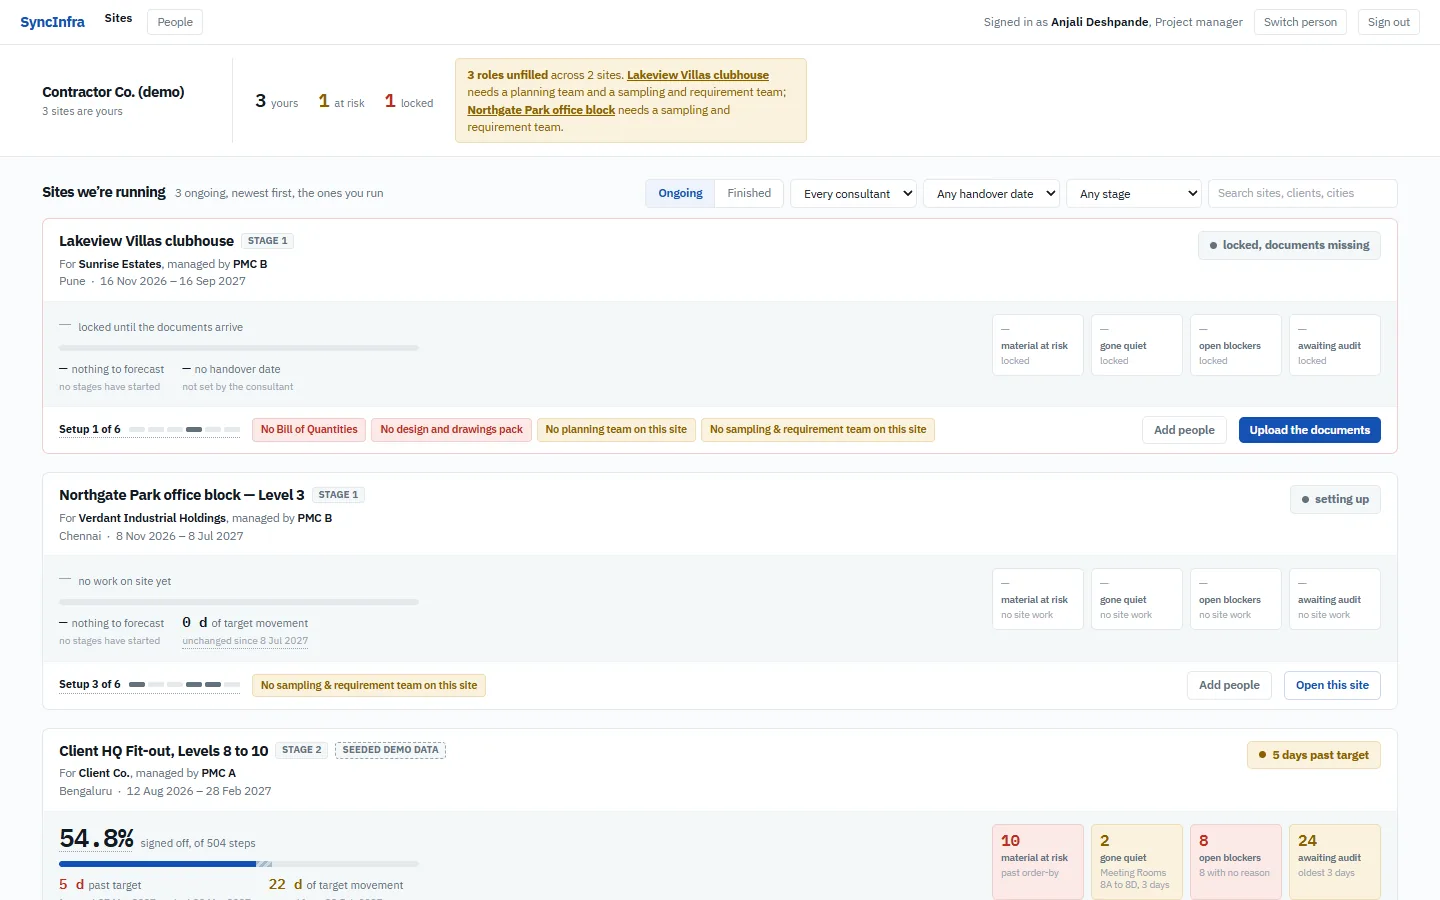 SyncInfra Sites People Signed in as Anjali Deshpande, Project manager Switch person Sign out
Contractor Co. (demo)
3 sites are yours
3 yours 1 at risk 1 locked
3 roles unfilled across 2 sites. Lakeview Villas clubhouse
needs a planning team and a sampling and requirement team;
Northgate Park office block needs a sampling and
requirement team.
Sites we're running 3 ongoing, newest first, the ones you run Ongoing Finished Every consultant Any handover date Any stage Search sites, clients, cities
Lakeview Villas clubhouse STAGE 1 locked, documents missing
For Sunrise Estates, managed by PMC B
Pune · 16 Nov 2026 – 16 Sep 2027
— locked until the documents arrive
— nothing to forecast — no handover date
no stages have started not set by the consultant
— — — —
material at risk gone quiet open blockers awaiting audit
locked locked locked locked
Setup 1 of 6 No Bill of Quantities No design and drawings pack No planning team on this site No sampling & requirement team on this site Add people Upload the documents
Northgate Park office block — Level 3 STAGE 1 setting up
For Verdant Industrial Holdings, managed by PMC B
Chennai · 8 Nov 2026 – 8 Jul 2027
— no work on site yet
— nothing to forecast 0 d of target movement
no stages have started unchanged since 8 Jul 2027
— — — —
material at risk gone quiet open blockers awaiting audit
no site work no site work no site work no site work
Setup 3 of 6 No sampling & requirement team on this site Add people Open this site
Client HQ Fit-out, Levels 8 to 10 STAGE 2 SEEDED DEMO DATA 5 days past target
For Client Co., managed by PMC A
Bengaluru · 12 Aug 2026 – 28 Feb 2027
54.8% signed off, of 504 steps
5 d past target 22 d of target movement
10 2 8 24
material at risk gone quiet open blockers awaiting audit
past order-by Meeting Rooms 8 with no reason oldest 3 days
8A to 8D, 3 days